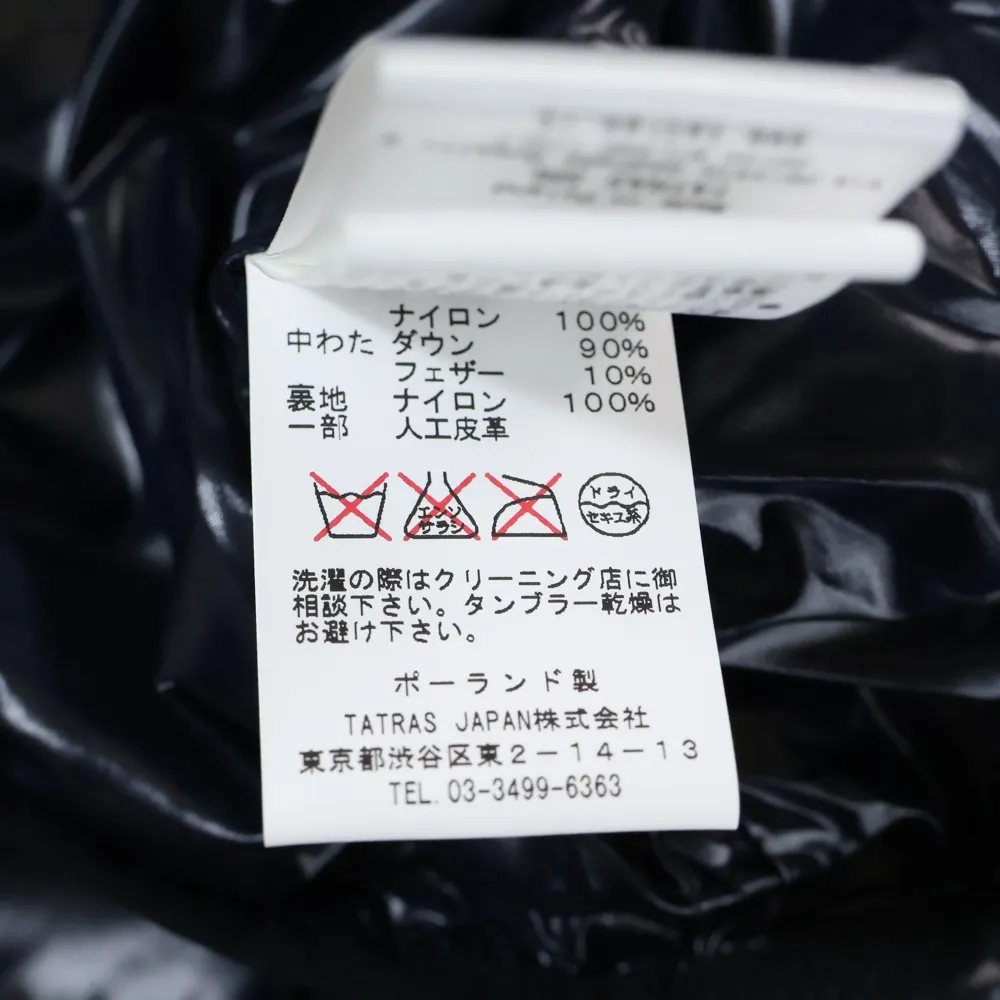 ナイロン 100%
中わた ダウン 90%
フェザー 10%
裏地 ナイロン 100%
一部 人工皮革
エンソ
サラシ
ドライ
セキユ系
洗濯の際はクリーニング店に御
相談下さい。タンブラー乾燥は
お避け下さい。
ポーランド製
TATRAS JAPAN株式会社
東京都渋谷区東2－14－13
TEL. 03-3499-6363